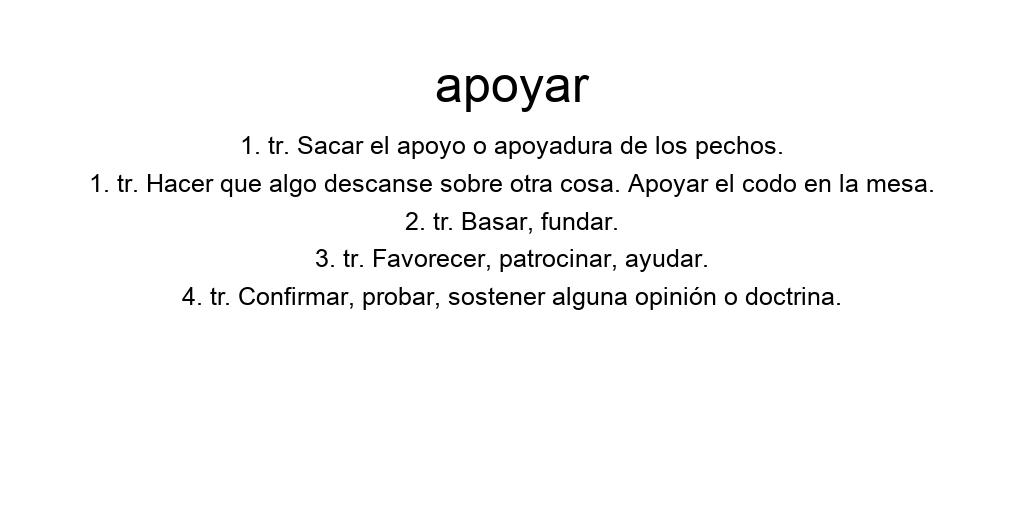 apoyar
1. tr. Sacar el apoyo o apoyadura de los pechos.
1. tr. Hacer que algo descanse sobre otra cosa. Apoyar el codo en la mesa.
2. tr. Basar, fundar.
3. tr. Favorecer, patrocinar, ayudar.
4. tr. Confirmar, probar, sostener alguna opinión o doctrina.